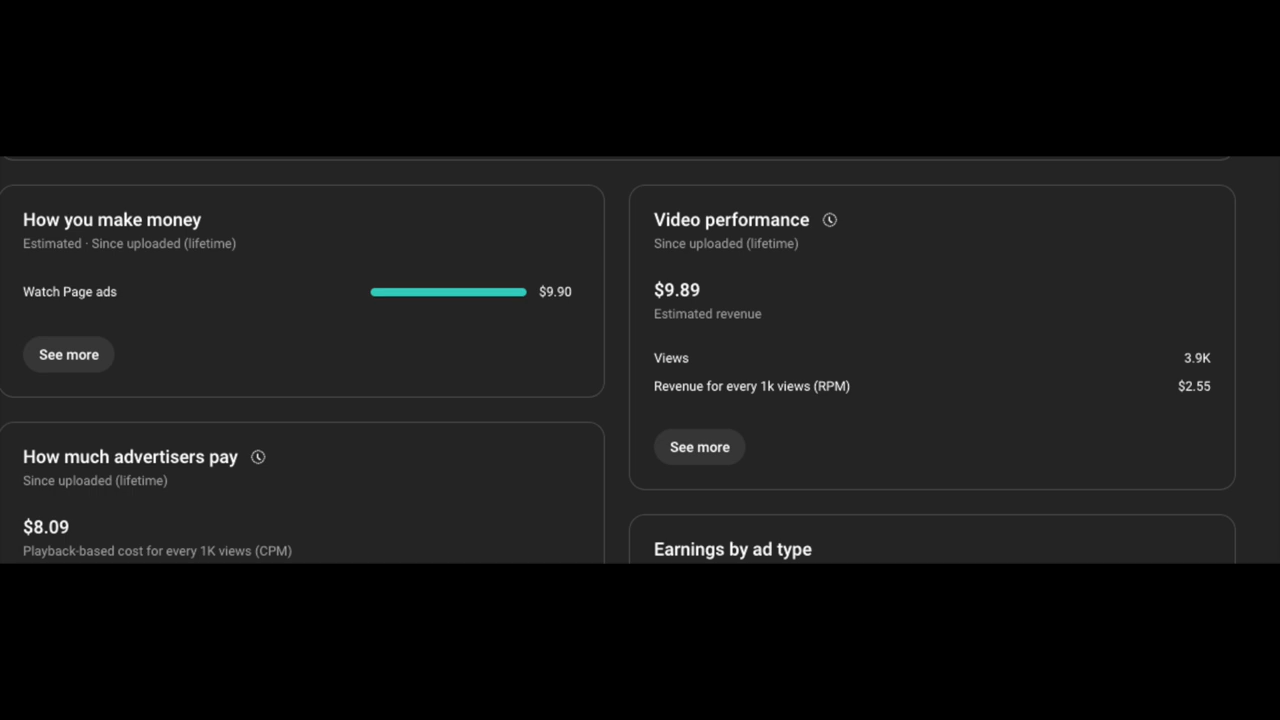 How you make money
Estimated · Since uploaded (lifetime)
Watch Page ads $9.90
See more
How much advertisers pay
Since uploaded (lifetime)
$8.09
Playback-based cost for every 1K views (CPM)
Video performance
Since uploaded (lifetime)
$9.89
Estimated revenue
Views 3.9K
Revenue for every 1k views (RPM) $2.55
See more
Earnings by ad type